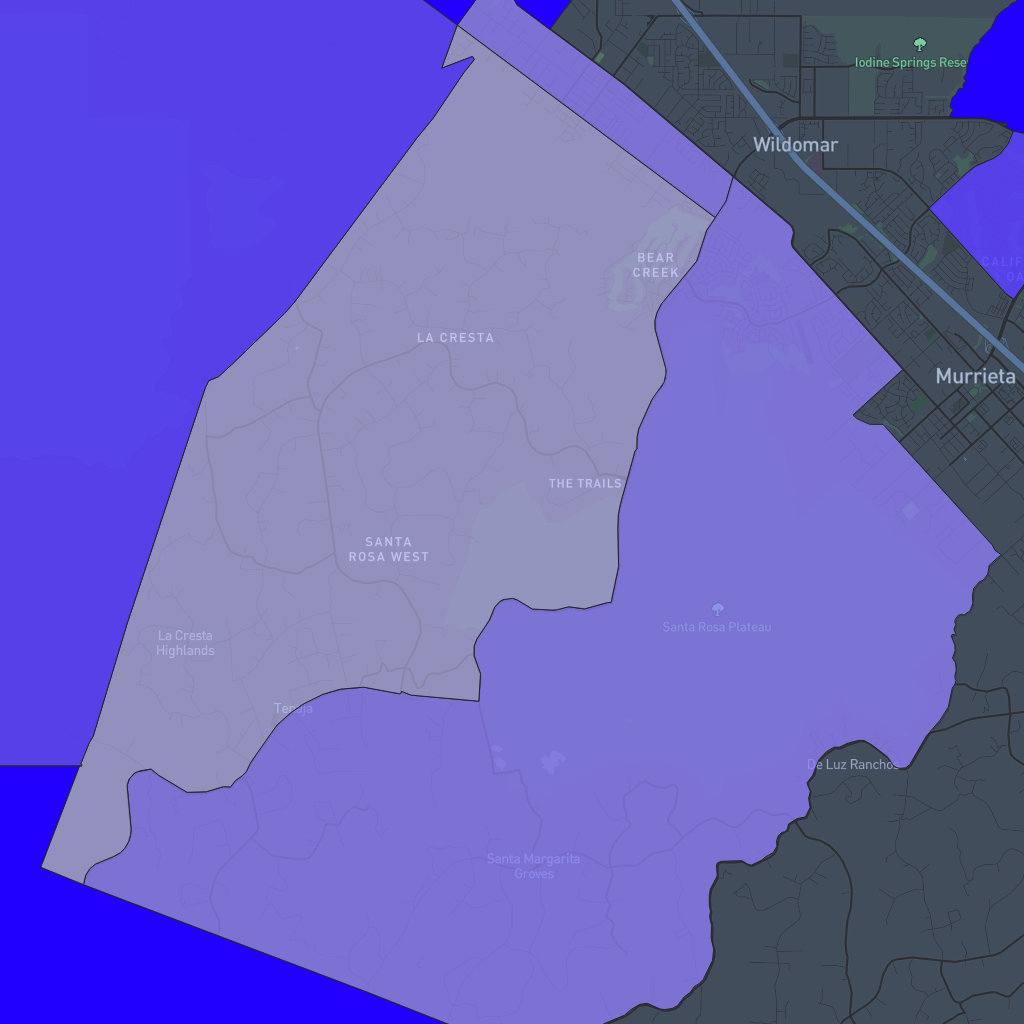 Iodine Springs Rese
Wildomar
BEAR
CREEK
CALIF
OA
LA CRESTA
Murrieta
THE TRAILS
SANTA
ROSA WEST
Santa Rosa Plateau
La Cresta
Highlands
Tenaja
De Luz Ranchos
Santa Margarita
Groves